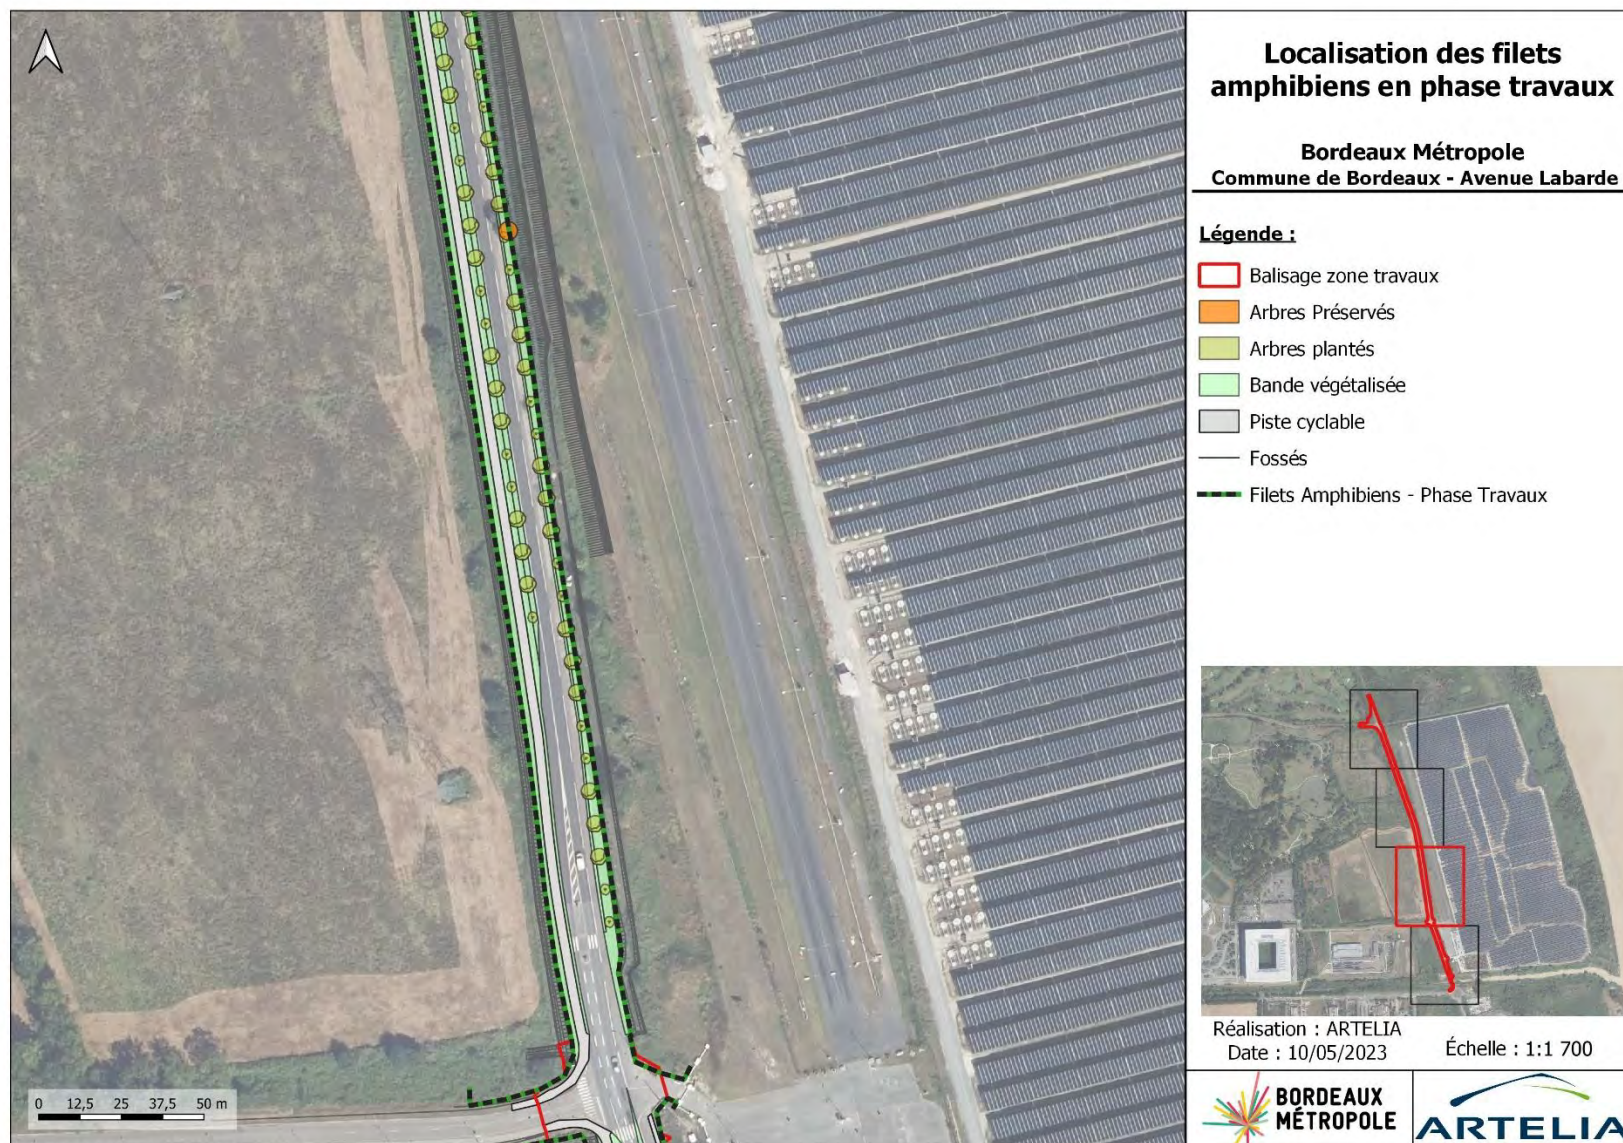 Localisation des filets
amphibiens en phase travaux
Bordeaux Métropole
Commune de Bordeaux - Avenue Labarde
Légende :
Balisage zone travaux
Arbres Préservés
Arbres plantés
Bande végétalisée
Piste cyclable
Fossés
Filets Amphibiens - Phase Travaux
Réalisation : ARTELIA
Date : 10/05/2023
Échelle : 1:1 700
0 12,5 25 37,5 50 m
BORDEAUX
MÉTROPOLE
ARTELIA